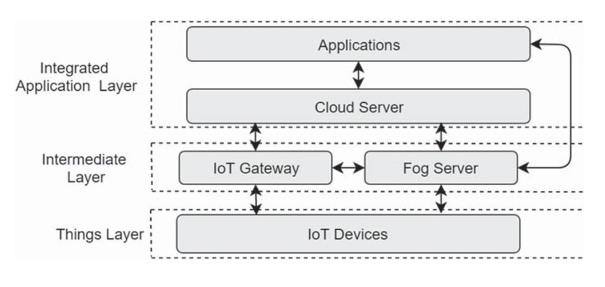 Applications
Integrated
Application Layer
Cloud Server
Intermediate
Layer
IoT Gateway
Fog Server
Things Layer
IoT Devices